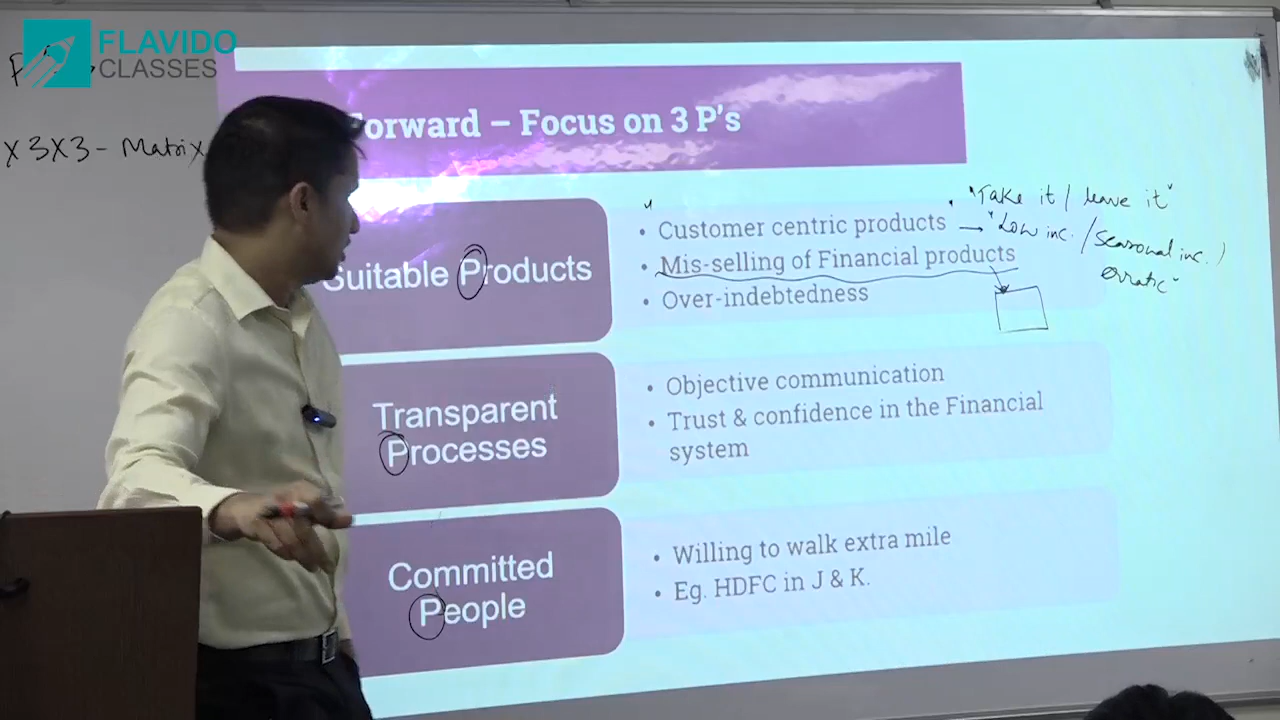 FLAVIDO
CLASSES
X 3X3 - Matrix
Forward – Focus on 3 P's
Suitable Products
• Customer centric products
• Mis-selling of Financial products
• Over-indebtedness
"Take it / leave it"
→ "Low inc. / Seasonal inc. /
erratic"
Transparent
Processes
• Objective communication
• Trust & confidence in the Financial
system
Committed
People
• Willing to walk extra mile
• Eg. HDFC in J & K.